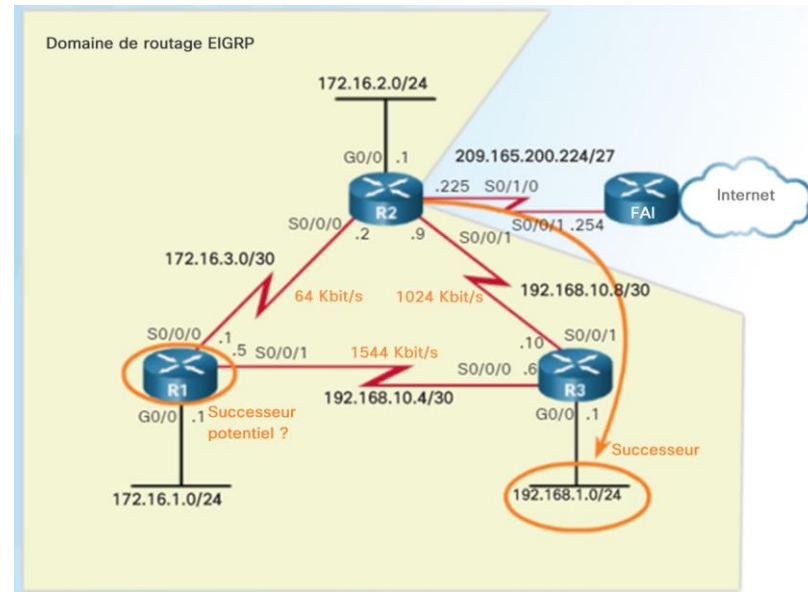 Domaine de routage EIGRP
172.16.2.0/24
G0/0 .1
209.165.200.224/27
.225 S0/1/0
R2
FAI
Internet
S0/0/1 .254
S0/0/0 .2
.9 S0/0/1
172.16.3.0/30
64 Kbit/s
1024 Kbit/s
192.168.10.8/30
S0/0/0 .1
.10 S0/0/1
.5 S0/0/1
1544 Kbit/s
S0/0/0 .6
R1
R3
192.168.10.4/30
G0/0 .1
Successeur
potentiel ?
G0/0 .1
Successeur
172.16.1.0/24
192.168.1.0/24